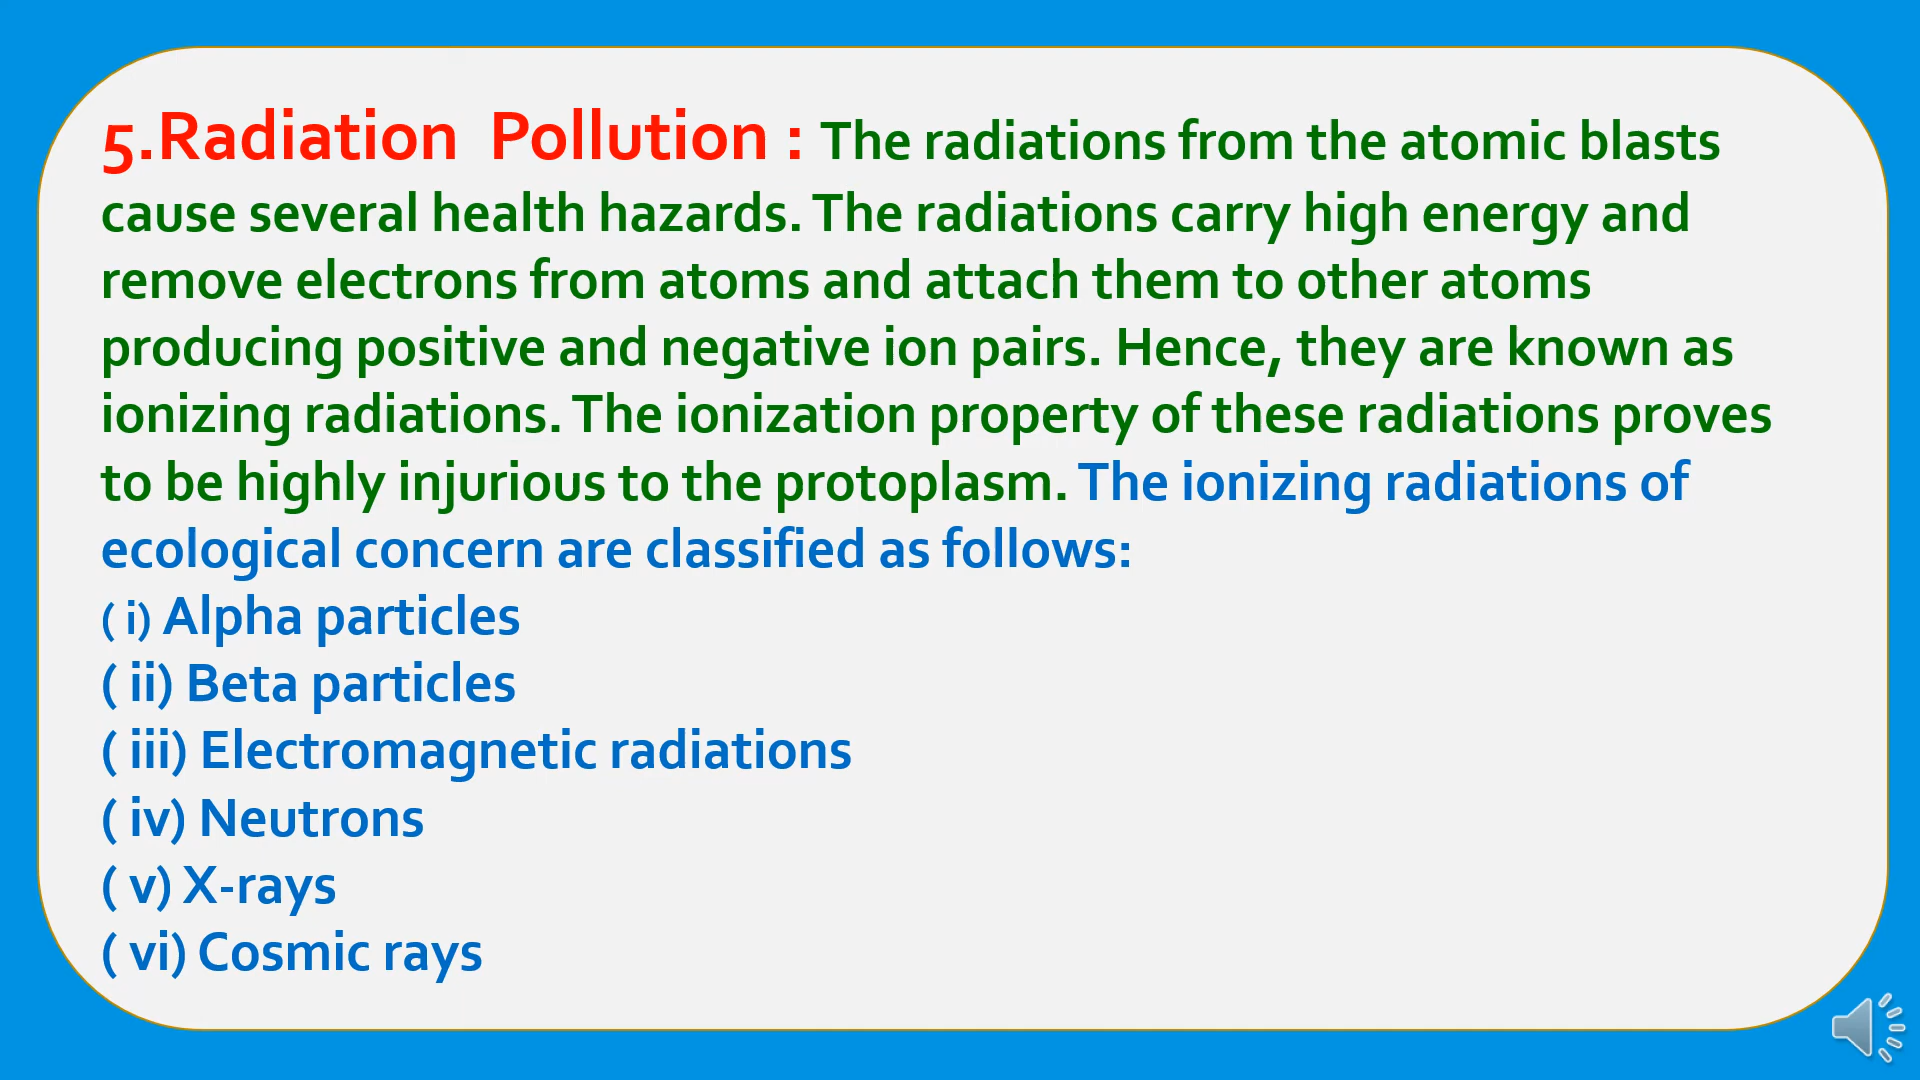 5.Radiation  Pollution : The radiations from the atomic blasts
cause several health hazards. The radiations carry high energy and
remove electrons from atoms and attach them to other atoms
producing positive and negative ion pairs. Hence, they are known as
ionizing radiations. The ionization property of these radiations proves
to be highly injurious to the protoplasm. The ionizing radiations of
ecological concern are classified as follows:
( i) Alpha particles
( ii) Beta particles
( iii) Electromagnetic radiations
( iv) Neutrons
( v) X-rays
( vi) Cosmic rays